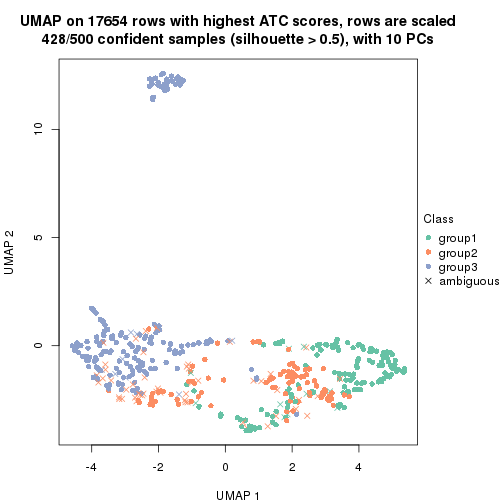 UMAP on 17654 rows with highest ATC scores, rows are scaled
428/500 confident samples (silhouette > 0.5), with 10 PCs
10
5
0
UMAP 2
-4
-2
0
2
4
UMAP 1
Class
group1
group2
group3
ambiguous